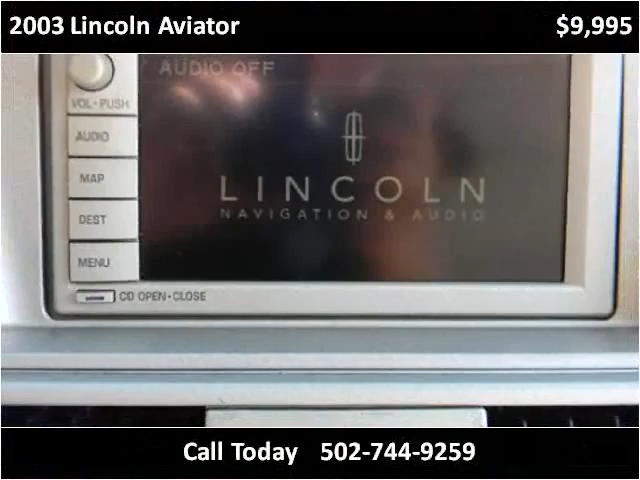 2003 Lincoln Aviator $9,995
AUDIO OFF
VOL•PUSH
AUDIO
MAP
DEST
MENU
LINCOLN
NAVIGATION & AUDIO
CD OPEN•CLOSE
Call Today 502-744-9259